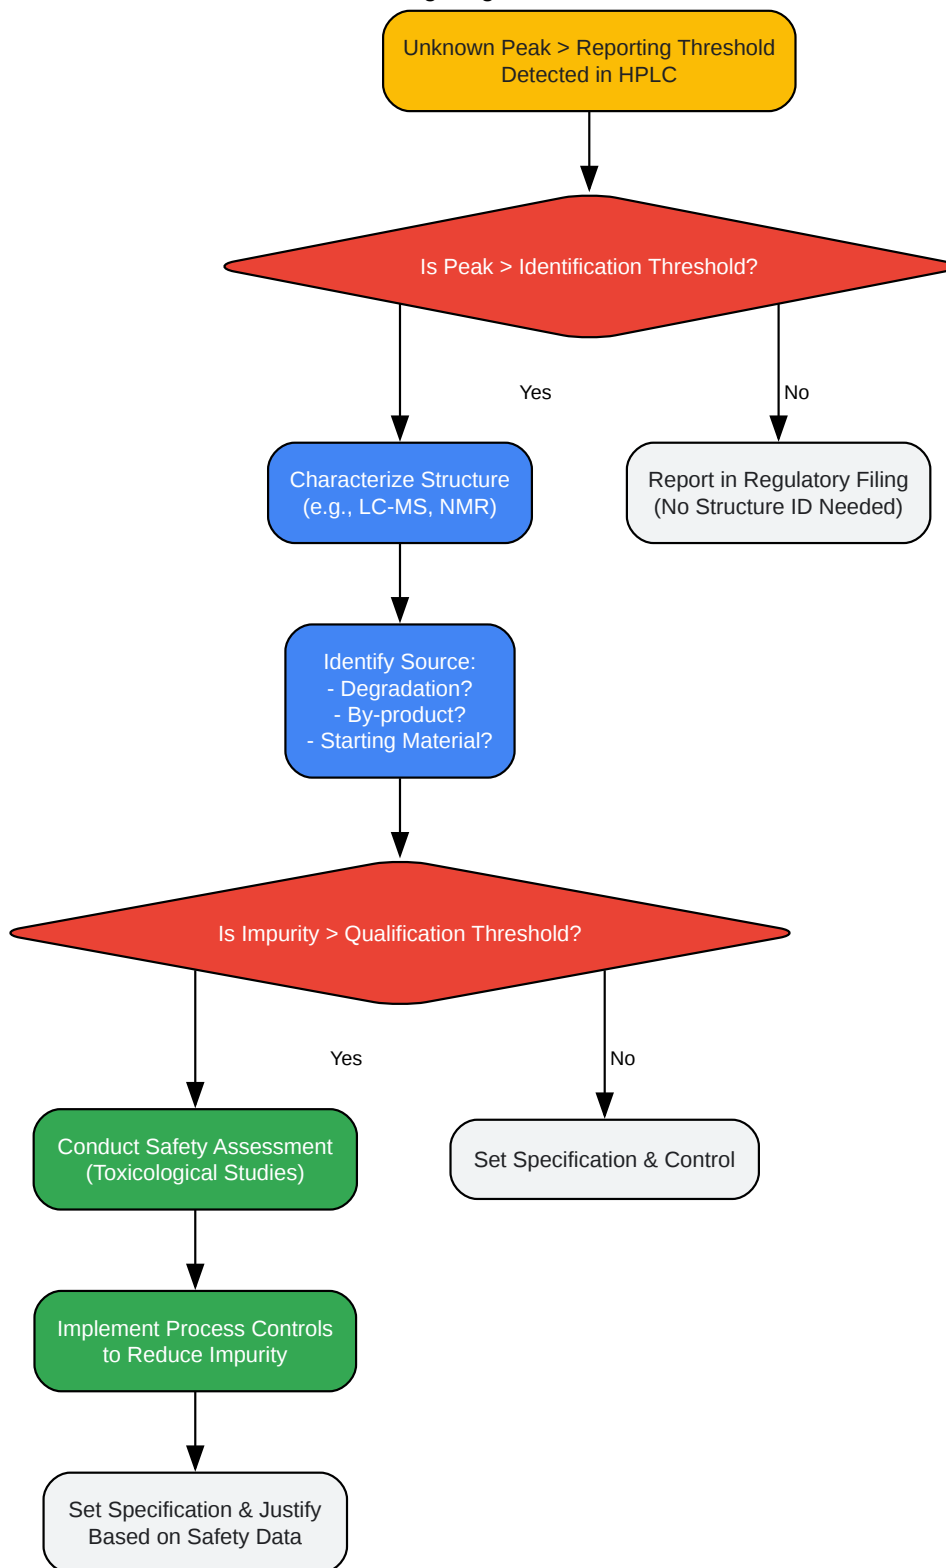 Unknown Peak > Reporting Threshold
Detected in HPLC
Is Peak > Identification Threshold?
Yes
No
Characterize Structure
(e.g., LC-MS, NMR)
Report in Regulatory Filing
(No Structure ID Needed)
Identify Source:
- Degradation?
- By-product?
- Starting Material?
Is Impurity > Qualification Threshold?
Yes
No
Conduct Safety Assessment
(Toxicological Studies)
Set Specification & Control
Implement Process Controls
to Reduce Impurity
Set Specification & Justify
Based on Safety Data